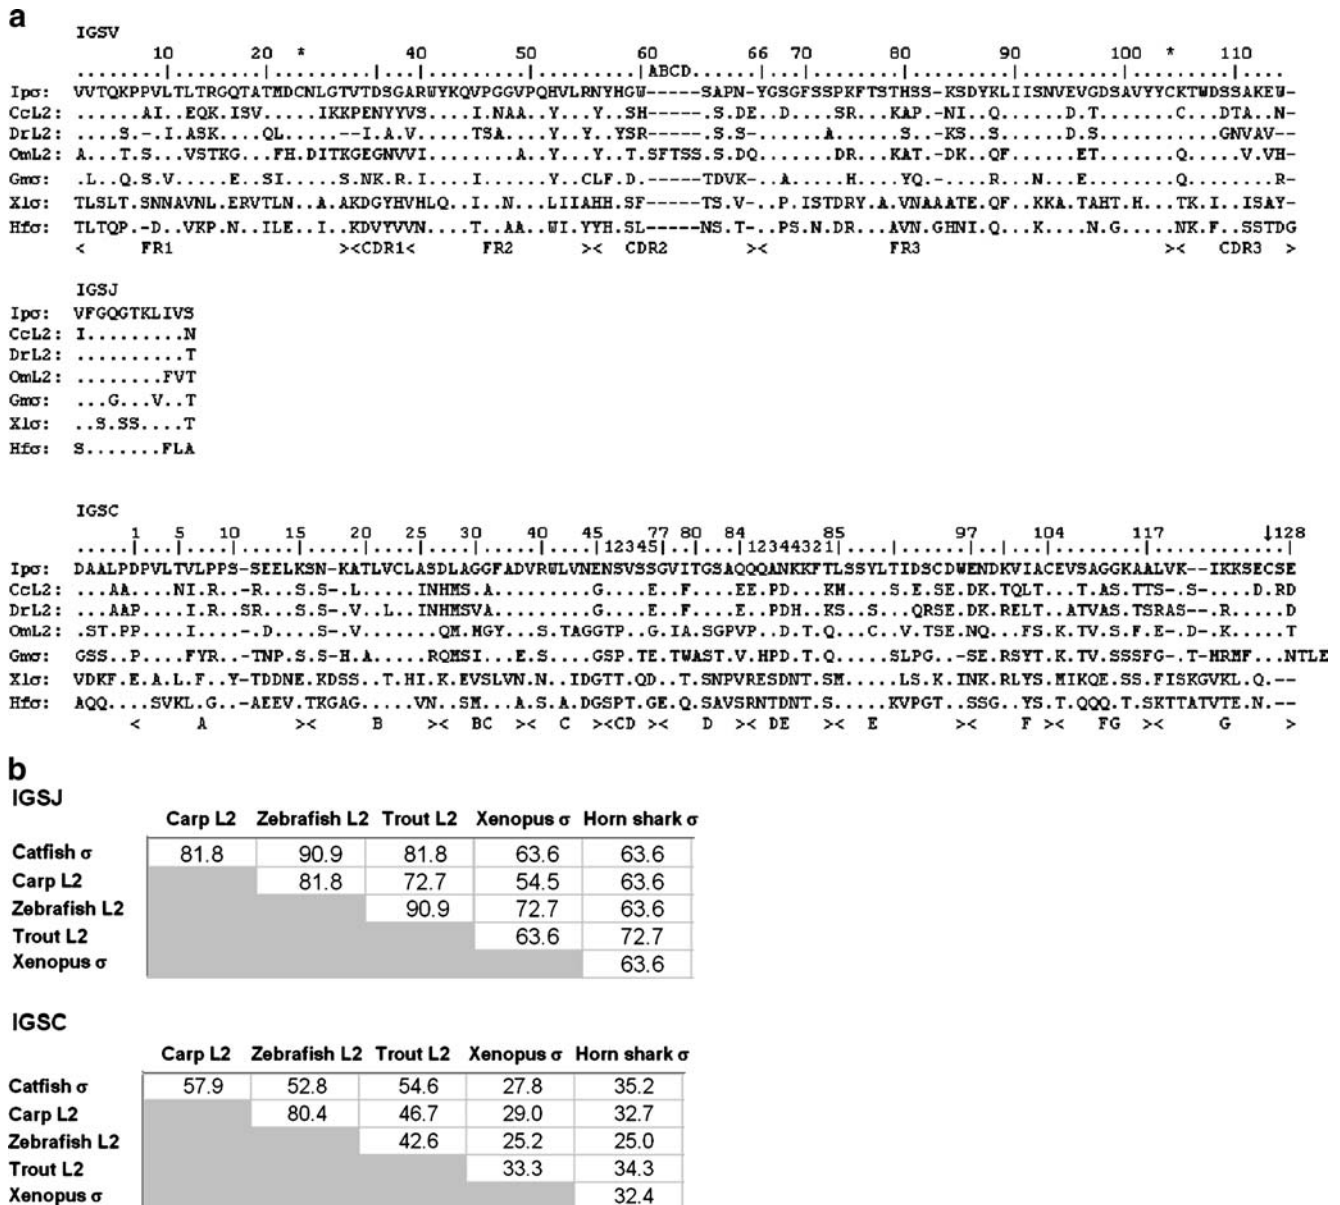 a
IGSV
10 20 * 40 50 60 66 70 80 90 100 * 110
ABCD
Ipσ: VVTQKPPVLTLTRGQTATMDCNLGTVTDSGARWYKQVPGGVPQHVLRNYHGW-----SAPN-YGSGFSSPKFTSTHSS-KSDYKLIISNVEVGDSAVYYCKTWDSSAKEW-
CcL2: ......AI..EQK.ISV.....IKKPENYYVS....I.NAA..Y...SH-----.S.DE..D....SR..KAP.-NI..Q.....D.T.......C..DTA..N-
DrL2: ....S.-.I.ASK....QL......--I.A.V.....TSA....Y..Y.YSR-----.S.S-......A.....S.-KS..S.....D.S..........GNVAV--
OmL2: A...T.S...VSTKG...FH.DITKGEGNVVI........A..Y...Y.T.SFTSS.S.DQ.......DR...KAT.-DK..QF.....ET.......Q.....V.VH-
Gmσ: .L..Q.S.V.....E..SI.....S.NK.R.I....I.....Y..CLF.D.-----TDVK-..A.....H....YQ.-....R...N...E........Q........R-
Xlσ: TLSLT.SNNAVNL.ERVTLN..A.AKDGYHVHLQ..I..N..LIIAHH.SF-----TS.V-..P.ISTDRY.A.VNAAATE.QF..KKA.TAHT.H...TK.I..ISAY-
Hfσ: TLTQP..D..VKP.N..ILE..I..KDVYVVN....T..AA..WI.YYH.SL-----NS.T-..PS.N.DR...AVN.GHNI.Q...K....N.G.....NK.F..SSTDG
< FR1 ><CDR1< FR2 >< CDR2 >< FR3 >< CDR3 >
IGSJ
Ipσ: VFGQGTKLIVS
CcL2: I.........N
DrL2: ..........T
OmL2: ........FVT
Gmσ: ...G...V..T
Xlσ: ..S.SS....T
Hfσ: S.......FLA
IGSC
1 5 10 15 20 25 30 40 45 77 80 84 85 97 104 117 ↓128
12345 12344321
Ipσ: DAALPDPVLTVLPPS-SEELKSN-KATLVCLASDLAGGFADVRWLVNENSVSSGVITGSAQQQANKKFTLSSYLTIDSCDWENDKVIACEVSAGGKAALVK--IKKSECSE
CcL2: ...AA....NI.R..-R....S.S-.L.....INHMS.A.........G...E..F....EE.PD..KM....S.E.SE.DK.TQLT...T.AS.TTS-.S-....D.RD
DrL2: ...AAP....I.R..-SR...S.S-.V...L..INHMSVA........G...E..F....E.PDH..KS..S...QRSE.DK.RELT..ATVAS.TSRAS-..R.....D
OmL2: .ST.PP....I....-.D....S-.V.......QM.MGY...S.TAGGTP..G.IA.SGPVP..D.T.Q...C..V.TSE.NQ...FS.K.TV.S.F.E-.D-.K.....T
Gmσ: GSS..P....FYR..-TNP.S.S-H.A.....RQMSI...E.S....GSP.TE.TWAST.V.HPD.T.Q.....SLPG..-SE.RSYT.K.TV.SSSFG-.T-MRMF...NTLE
Xlσ: VDKF.E.A.L.F..Y-TDDNE.KDSS..T.HI.K.EVSLVN.N..IDGTT.QD..T.SNPVRESDNT.SM.....LS.K.INK.RLYS.MIKQE.SS.FISKGVKL.Q.--
Hfσ: AQQ....SVKL.G..-AEEV.TKGAG.....VN..SM...A.S.A.DGSPT.GE.Q.SAVSRNTDNT.S.....KVPGT..SSG..YS.T.QQQ.T.SKTTATVTE.N.--
< A >< B >< BC >< C ><CD >< D >< DE >< E >< F >< FG >< G >
b
IGSJ
Carp L2 Zebrafish L2 Trout L2 Xenopus σ Horn shark σ
Catfish σ 81.8 90.9 81.8 63.6 63.6
Carp L2 81.8 72.7 54.5 63.6
Zebrafish L2 90.9 72.7 63.6
Trout L2 63.6 72.7
Xenopus σ 63.6
IGSC
Carp L2 Zebrafish L2 Trout L2 Xenopus σ Horn shark σ
Catfish σ 57.9 52.8 54.6 27.8 35.2
Carp L2 80.4 46.7 29.0 32.7
Zebrafish L2 42.6 25.2 25.0
Trout L2 33.3 34.3
Xenopus σ 32.4